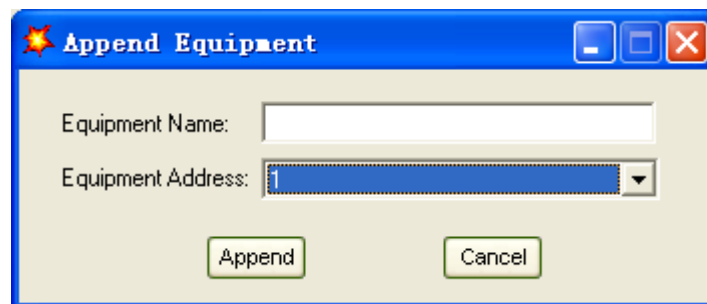 Append Equipment
Equipment Name:
Equipment Address: 1
Append Cancel